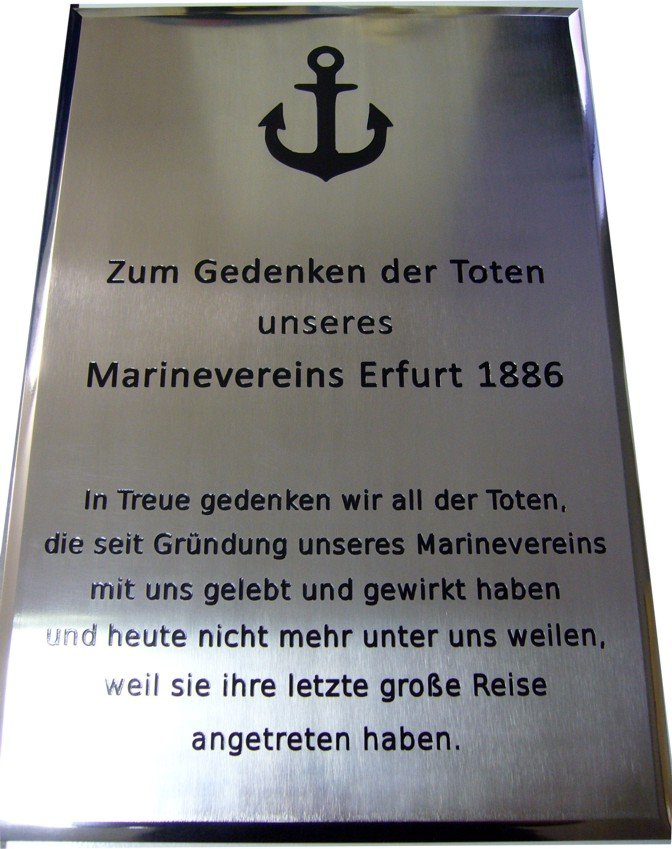 Zum Gedenken der Toten
unseres
Marinevereins Erfurt 1886
In Treue gedenken wir all der Toten,
die seit Gründung unseres Marinevereins
mit uns gelebt und gewirkt haben
und heute nicht mehr unter uns weilen,
weil sie ihre letzte große Reise
angetreten haben.